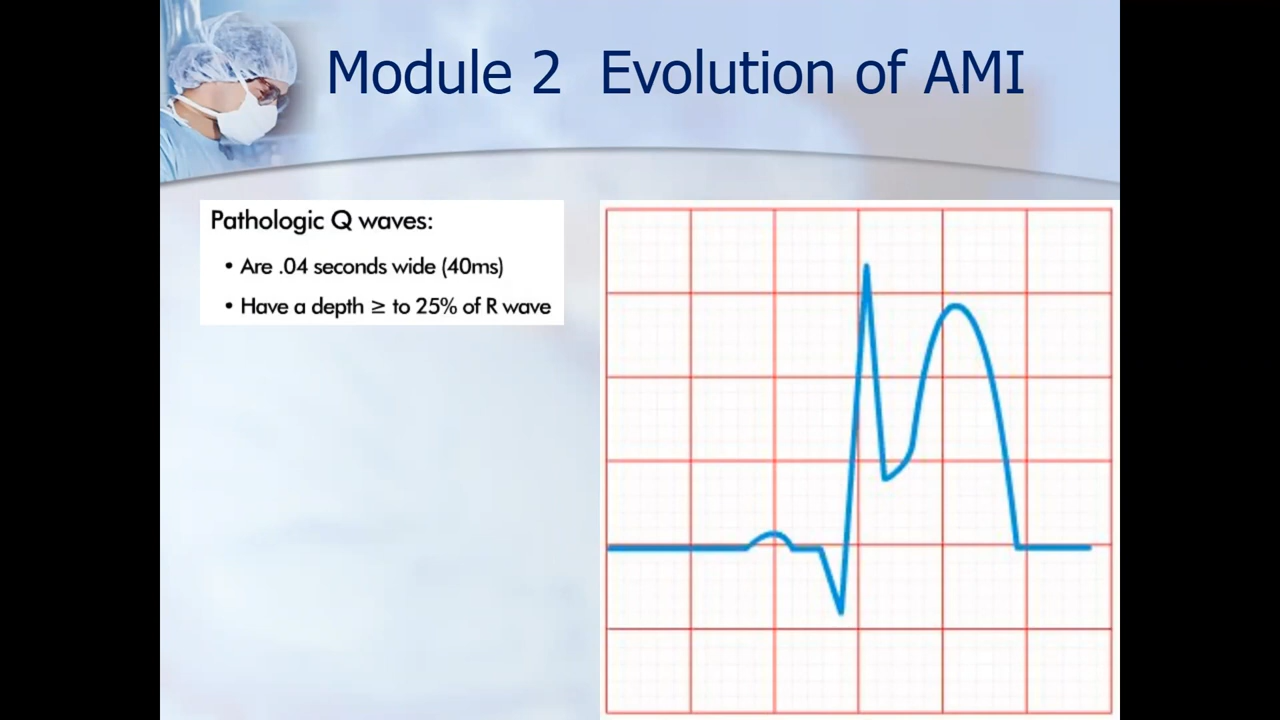 Module 2  Evolution of AMI
Pathologic Q waves:
• Are .04 seconds wide (40ms)
• Have a depth ≥ to 25% of R wave